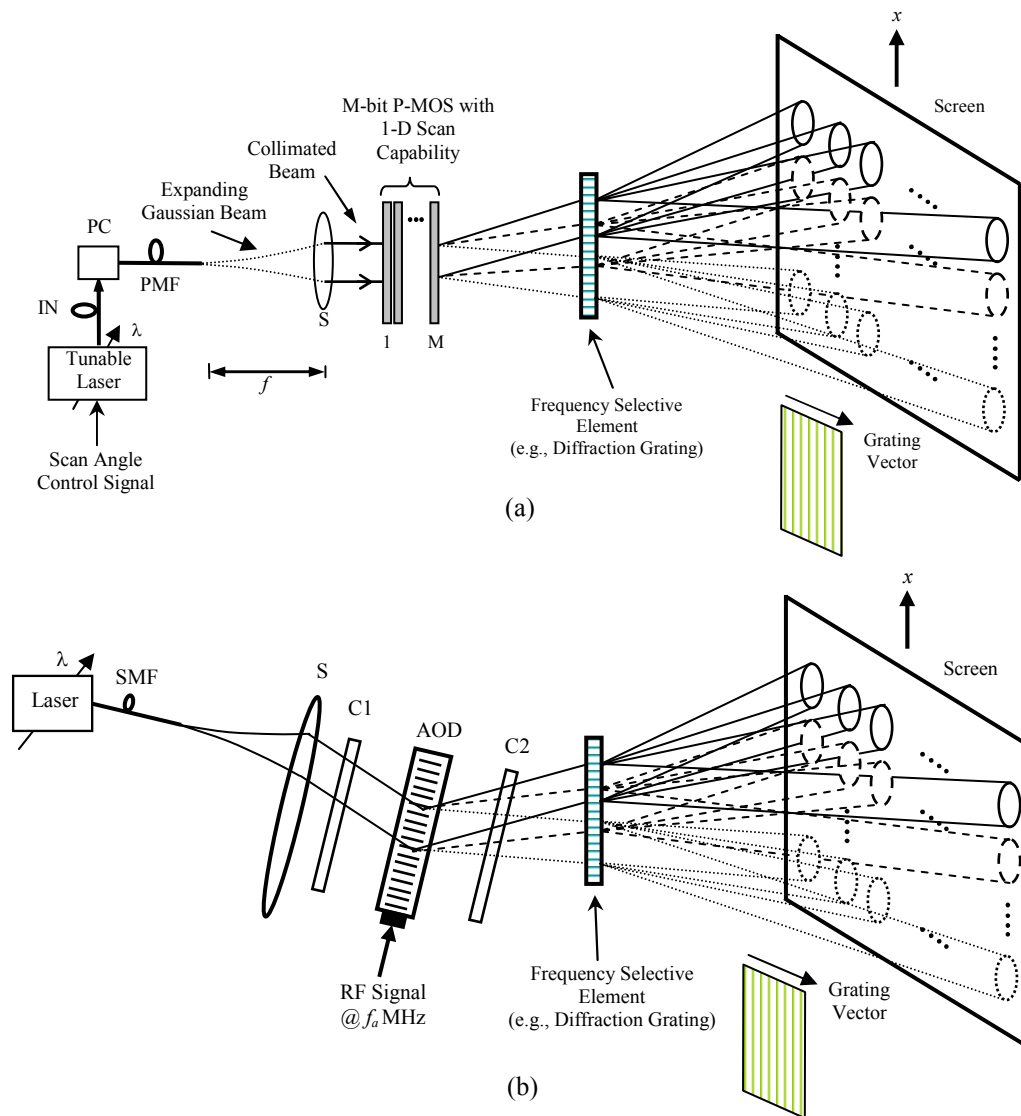 x
Screen
M-bit P-MOS with
1-D Scan
Capability
Collimated
Beam
Expanding
Gaussian Beam
PC
PMF
IN
λ
Tunable
Laser
S
1
M
f
Scan Angle
Control Signal
Frequency Selective
Element
(e.g., Diffraction Grating)
Grating
Vector
(a)
x
Screen
λ
Laser
SMF
S
C1
AOD
C2
RF Signal
@ fa MHz
Frequency Selective
Element
(e.g., Diffraction Grating)
Grating
Vector
(b)